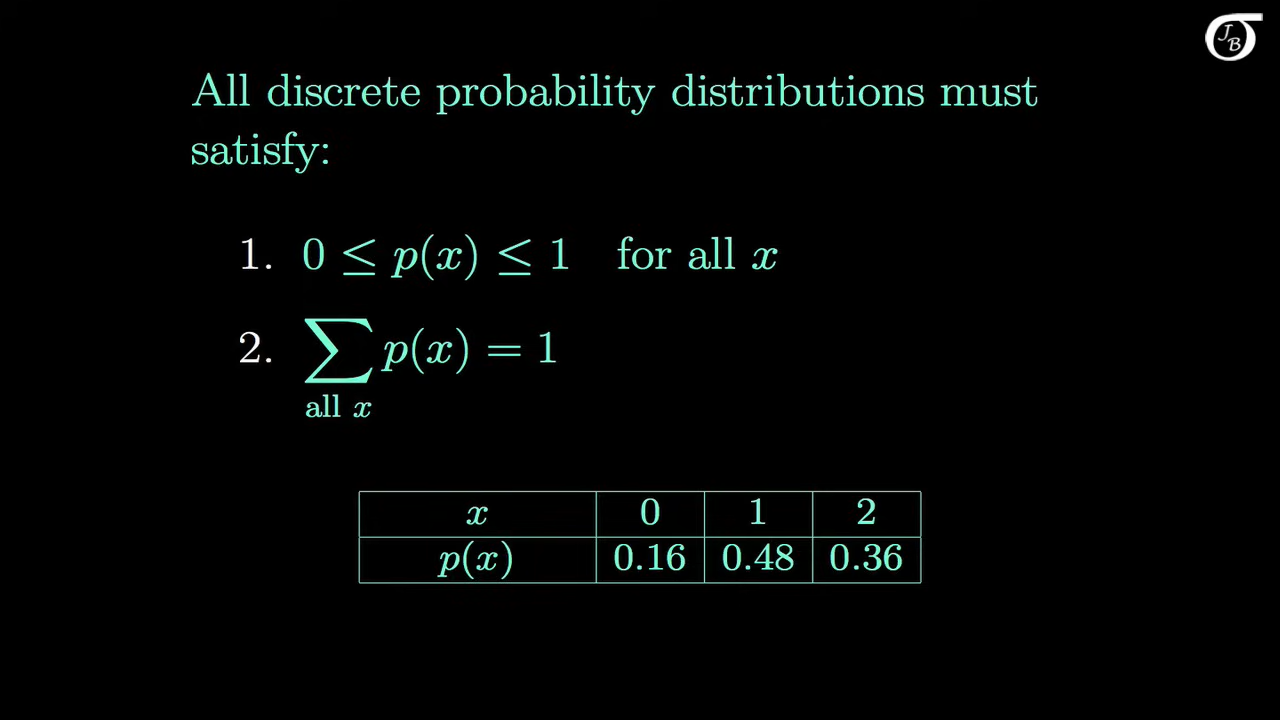 JB
All discrete probability distributions must
satisfy:
1. 0 ≤ p(x) ≤ 1 for all x
2. ∑ p(x) = 1
all x
x 0 1 2
p(x) 0.16 0.48 0.36